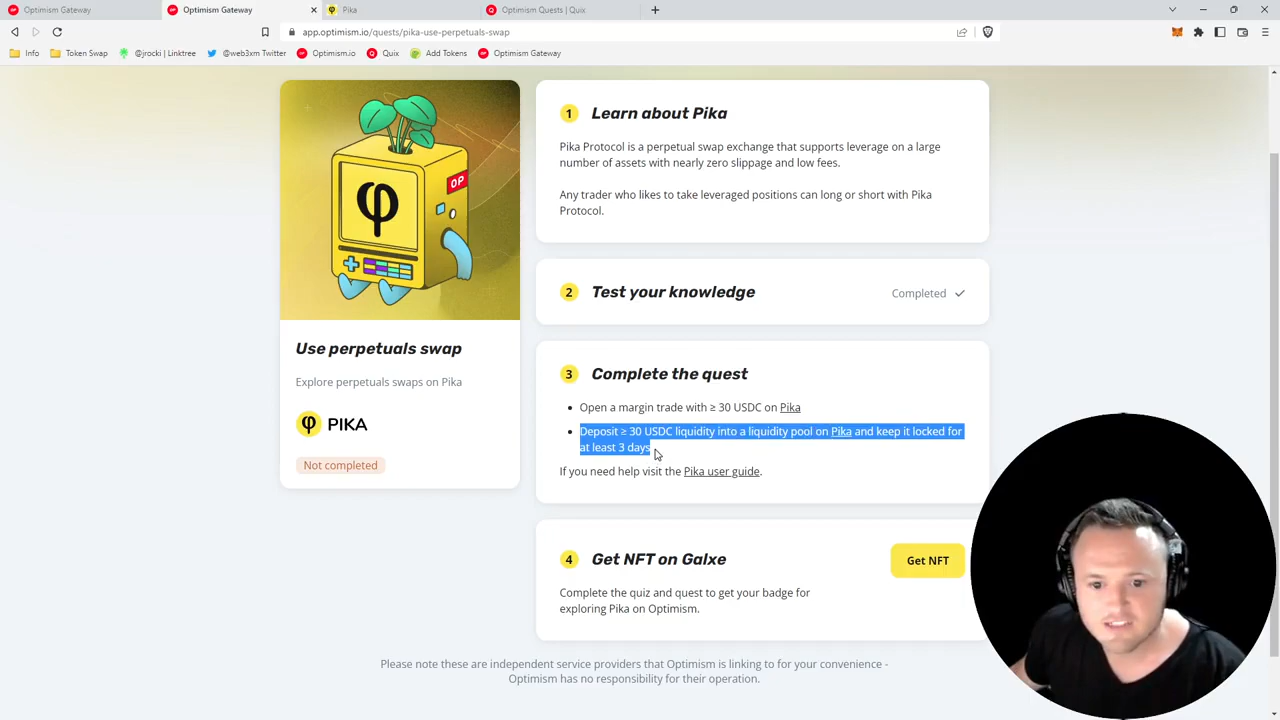 Optimism Gateway
Optimism Gateway
Pika
Optimism Quests | Quix
app.optimism.io/quests/pika-use-perpetuals-swap
Info
Token Swap
@jrocki | Linktree
@web3xm Twitter
Optimism.io
Quix
Add Tokens
Optimism Gateway
OP
φ
Use perpetuals swap
Explore perpetuals swaps on Pika
PIKA
Not completed
1 Learn about Pika
Pika Protocol is a perpetual swap exchange that supports leverage on a large
number of assets with nearly zero slippage and low fees.
Any trader who likes to take leveraged positions can long or short with Pika
Protocol.
2 Test your knowledge
Completed
3 Complete the quest
Open a margin trade with ≥ 30 USDC on Pika
Deposit ≥ 30 USDC liquidity into a liquidity pool on Pika and keep it locked for
at least 3 days
If you need help visit the Pika user guide.
4 Get NFT on Galxe
Get NFT
Complete the quiz and quest to get your badge for
exploring Pika on Optimism.
Please note these are independent service providers that Optimism is linking to for your convenience -
Optimism has no responsibility for their operation.